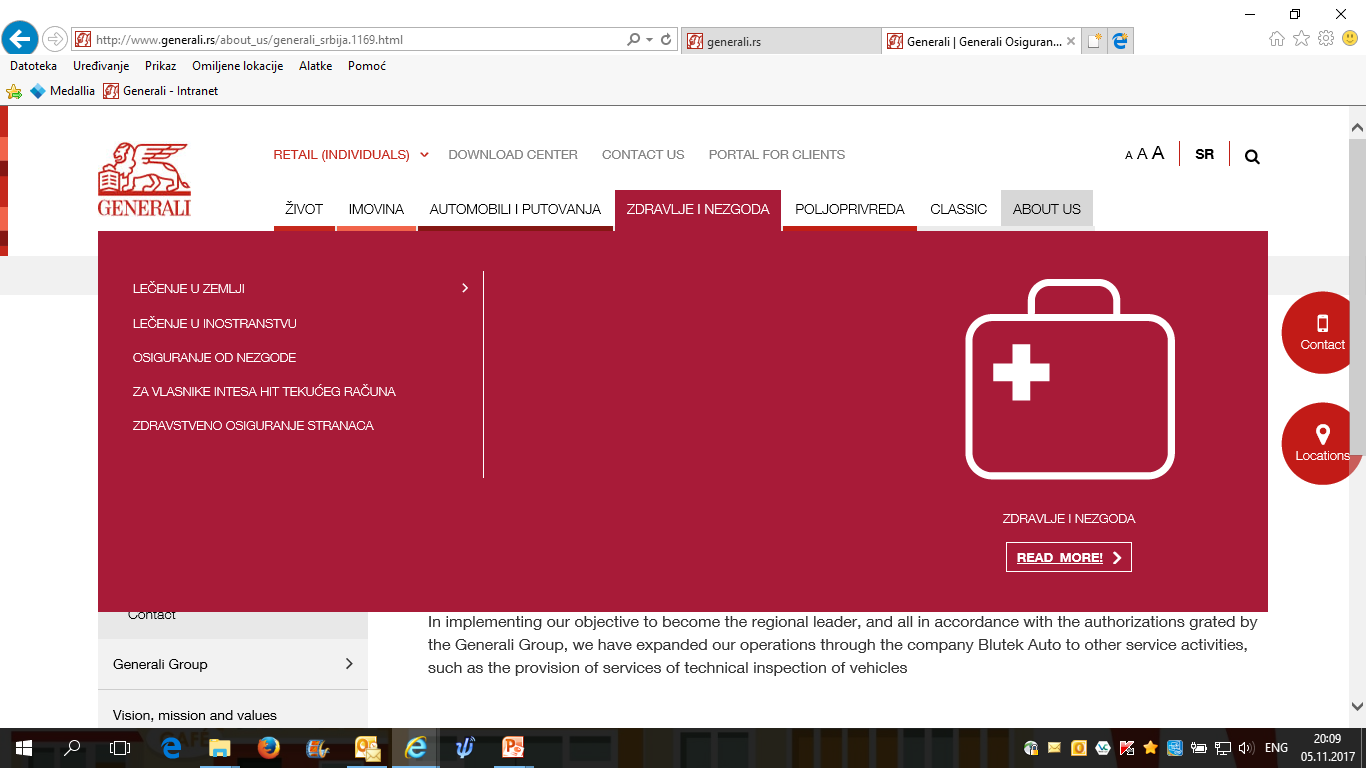 http://www.generali.rs/about_us/generali_srbija.1169.html
generali.rs
Generali | Generali Osiguran...
Datoteka Uređivanje Prikaz Omiljene lokacije Alatke Pomoć
Medallia Generali - Intranet
GENERALI
RETAIL (INDIVIDUALS) DOWNLOAD CENTER CONTACT US PORTAL FOR CLIENTS
A A A SR
ŽIVOT IMOVINA AUTOMOBILI I PUTOVANJA ZDRAVLJE I NEZGODA POLJOPRIVREDA CLASSIC ABOUT US
LEČENJE U ZEMLJI
LEČENJE U INOSTRANSTVU
OSIGURANJE OD NEZGODE
ZA VLASNIKE INTESA HIT TEKUĆEG RAČUNA
ZDRAVSTVENO OSIGURANJE STRANACA
ZDRAVLJE I NEZGODA
READ MORE!
Contact
Locations
Contact
Generali Group
Vision, mission and values
In implementing our objective to become the regional leader, and all in accordance with the authorizations grated by
the Generali Group, we have expanded our operations through the company Blutek Auto to other service activities,
such as the provision of services of technical inspection of vehicles
CAFÉ
ENG
20:09
05.11.2017